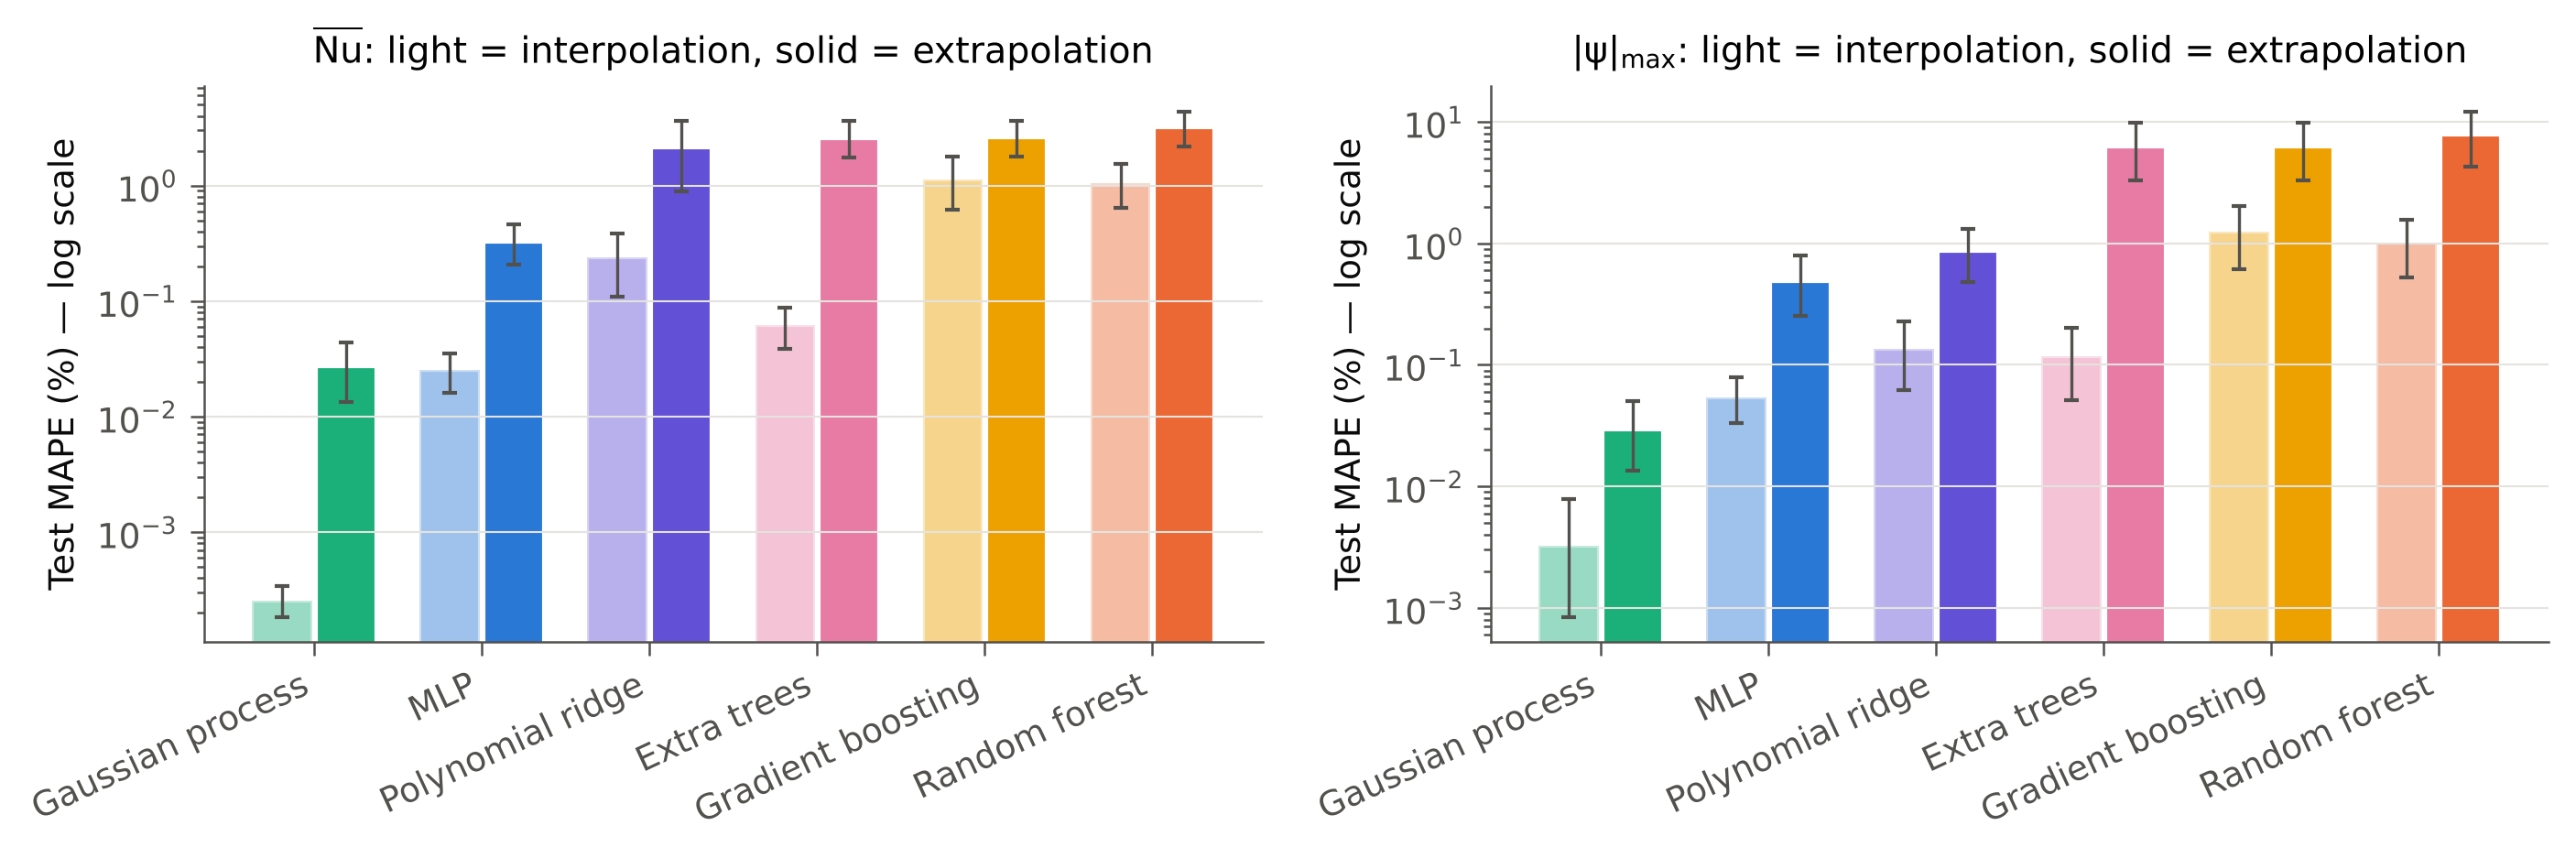 N̅u̅: light = interpolation, solid = extrapolation
Test MAPE (%) — log scale
10⁰
10⁻¹
10⁻²
10⁻³
Gaussian process
MLP
Polynomial ridge
Extra trees
Gradient boosting
Random forest
|ψ|ₘₐₓ: light = interpolation, solid = extrapolation
Test MAPE (%) — log scale
10¹
10⁰
10⁻¹
10⁻²
10⁻³
Gaussian process
MLP
Polynomial ridge
Extra trees
Gradient boosting
Random forest